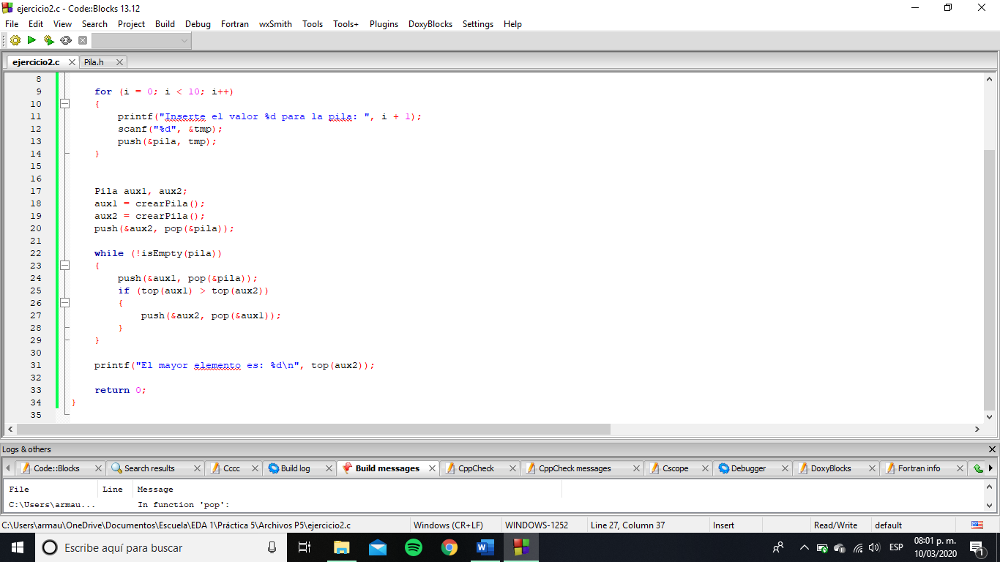 ejercicio2.c - Code::Blocks 13.12
File Edit View Search Project Build Debug Fortran wxSmith Tools Tools+ Plugins DoxyBlocks Settings Help
ejercicio2.c Pila.h
8
9 for (i = 0; i < 10; i++)
10 {
11 printf("Inserte el valor %d para la pila: ", i + 1);
12 scanf("%d", &tmp);
13 push(&pila, tmp);
14 }
15
16
17 Pila aux1, aux2;
18 aux1 = crearPila();
19 aux2 = crearPila();
20 push(&aux2, pop(&pila));
21
22 while (!isEmpty(pila))
23 {
24 push(&aux1, pop(&pila));
25 if (top(aux1) > top(aux2))
26 {
27 push(&aux2, pop(&aux1));
28 }
29 }
30
31 printf("El mayor elemento es: %d\n", top(aux2));
32
33 return 0;
34 }
35
Logs & others
Code::Blocks Search results Cccc Build log Build messages CppCheck CppCheck messages Cscope Debugger DoxyBlocks Fortran info
File Line Message
C:\Users\armau... In function 'pop':
C:\Users\armau\OneDrive\Documentos\Escuela\EDA 1\Práctica 5\Archivos P5\ejercicio2.c Windows (CR+LF) WINDOWS-1252 Line 27, Column 37 Insert Read/Write default
Escribe aquí para buscar W ESP 08:01 p. m.
10/03/2020 1